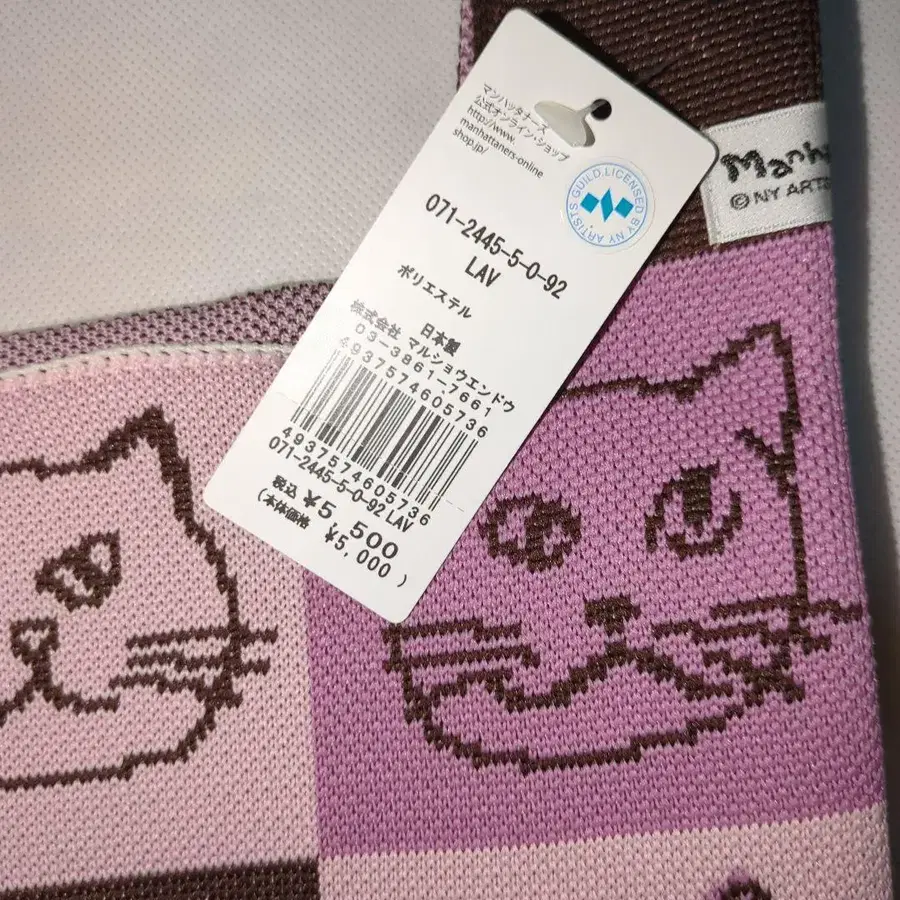 マンハッタナーズ
公式オンライン・ショップ
http://www.
manhattaners-online
shop.jp/
GUILD.LICENSED BY NY ARTISTS
071-2445-5-0-92
LAV
ポリエステル
日本製
株式会社 マルショウエンドウ
03-3861-7661
4937574605736
4937574605736
071-2445-5-0-92 LAV
税込 ¥5,500
(本体価格 ¥5,000 )
Manh
©NY ARTS